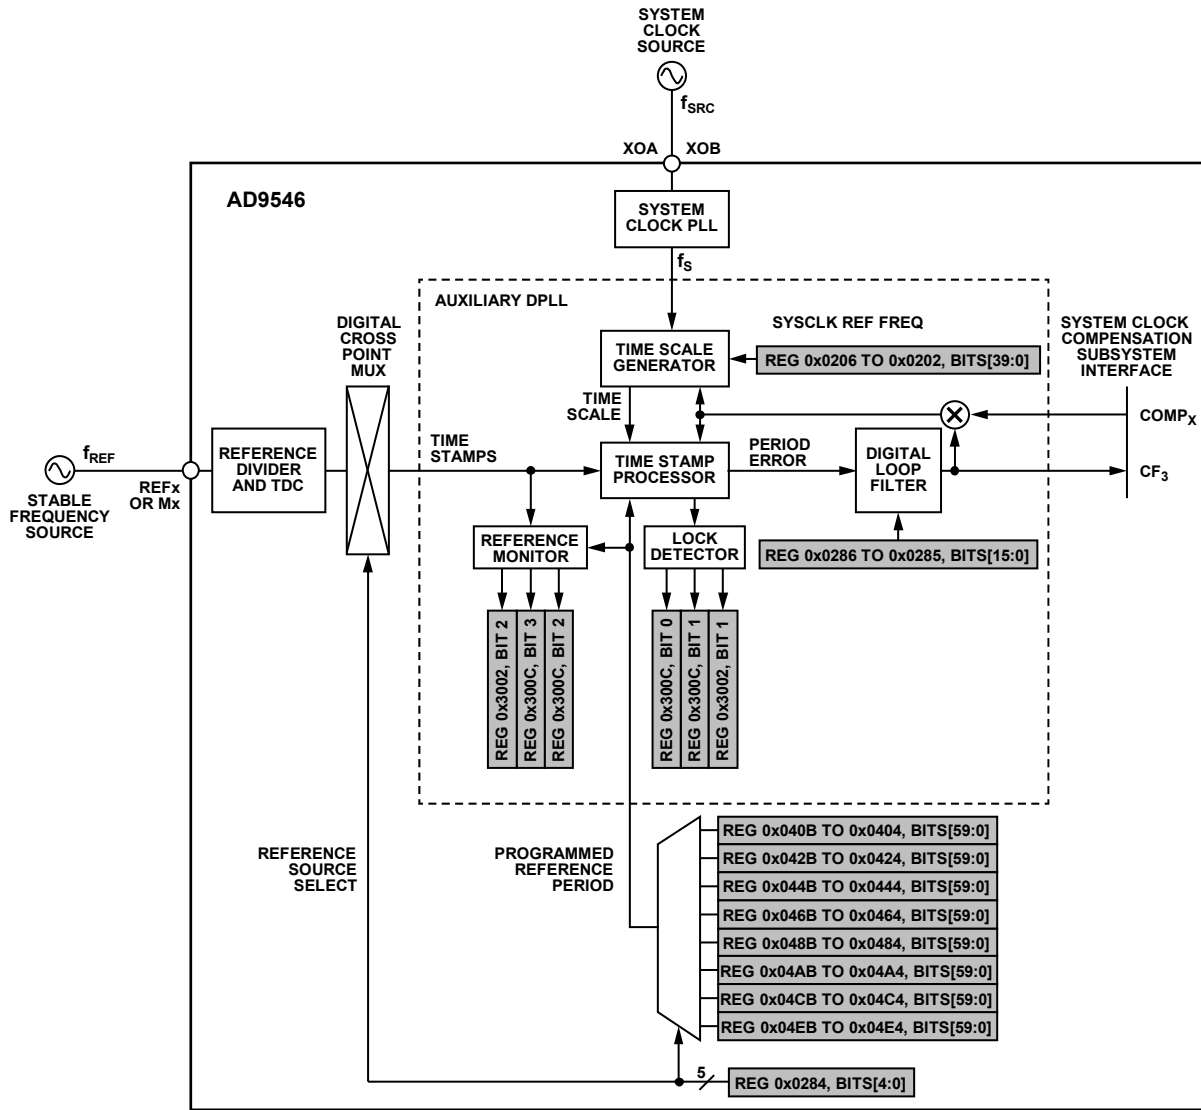 SYSTEM
CLOCK
SOURCE
fSRC
XOA
XOB
AD9546
SYSTEM
CLOCK PLL
fS
AUXILIARY DPLL
DIGITAL
CROSS
POINT
MUX
TIME SCALE
GENERATOR
SYSCLK REF FREQ
REG 0x0206 TO 0x0202, BITS[39:0]
SYSTEM CLOCK
COMPENSATION
SUBSYSTEM
INTERFACE
TIME
SCALE
COMPX
fREF
REFERENCE
DIVIDER
AND TDC
TIME
STAMPS
TIME STAMP
PROCESSOR
PERIOD
ERROR
DIGITAL
LOOP
FILTER
CF3
STABLE
FREQUENCY
SOURCE
REFx
OR Mx
REFERENCE
MONITOR
LOCK
DETECTOR
REG 0x0286 TO 0x0285, BITS[15:0]
REG 0x3002, BIT 2
REG 0x300C, BIT 3
REG 0x300C, BIT 2
REG 0x300C, BIT 0
REG 0x300C, BIT 1
REG 0x3002, BIT 1
REFERENCE
SOURCE
SELECT
PROGRAMMED
REFERENCE
PERIOD
REG 0x040B TO 0x0404, BITS[59:0]
REG 0x042B TO 0x0424, BITS[59:0]
REG 0x044B TO 0x0444, BITS[59:0]
REG 0x046B TO 0x0464, BITS[59:0]
REG 0x048B TO 0x0484, BITS[59:0]
REG 0x04AB TO 0x04A4, BITS[59:0]
REG 0x04CB TO 0x04C4, BITS[59:0]
REG 0x04EB TO 0x04E4, BITS[59:0]
5
REG 0x0284, BITS[4:0]